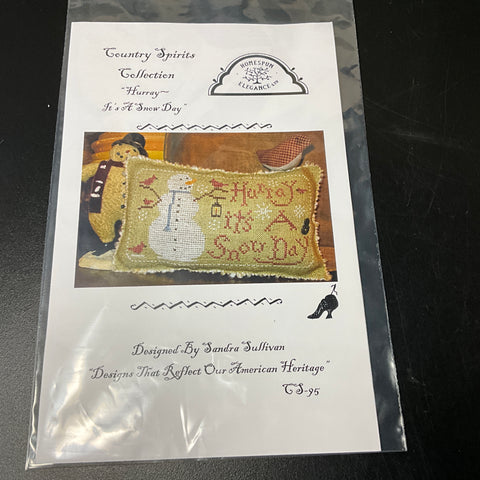 Country Spirits
Collection
"Hurray~
It's A Snow Day"
HOMESPUN
ELEGANCE LTD
Hurray~
it's A
Snow Day
Designed By Sandra Sullivan
"Designs That Reflect Our American Heritage"
CS-95